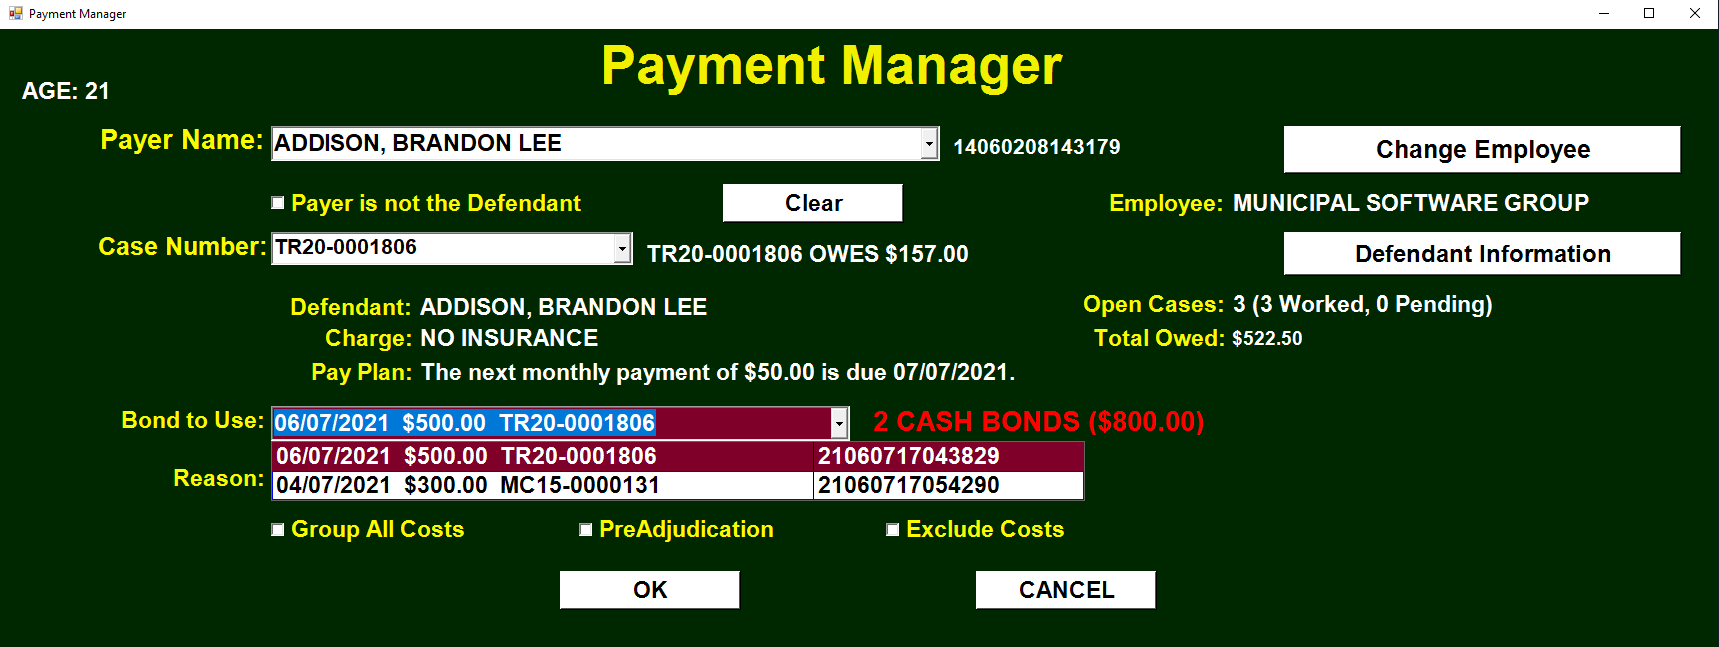 Payment Manager
Payment Manager
AGE: 21
Payer Name: ADDISON, BRANDON LEE 14060208143179 Change Employee
Payer is not the Defendant Clear Employee: MUNICIPAL SOFTWARE GROUP
Case Number: TR20-0001806 TR20-0001806 OWES $157.00 Defendant Information
Defendant: ADDISON, BRANDON LEE Open Cases: 3 (3 Worked, 0 Pending)
Charge: NO INSURANCE Total Owed: $522.50
Pay Plan: The next monthly payment of $50.00 is due 07/07/2021.
Bond to Use: 06/07/2021 $500.00 TR20-0001806 2 CASH BONDS ($800.00)
06/07/2021 $500.00 TR20-0001806 21060717043829
Reason: 04/07/2021 $300.00 MC15-0000131 21060717054290
Group All Costs PreAdjudication Exclude Costs
OK CANCEL